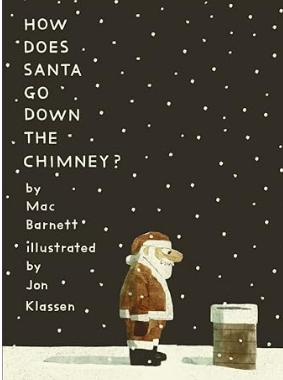 HOW
DOES
SANTA
GO
DOWN
THE
CHIMNEY?
by
Mac
Barnett
illustrated
by
Jon
Klassen